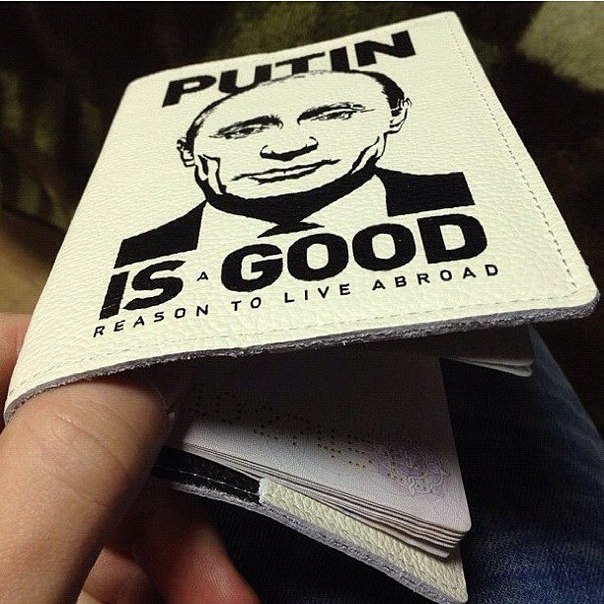 PUTIN
IS A GOOD
REASON TO LIVE ABROAD